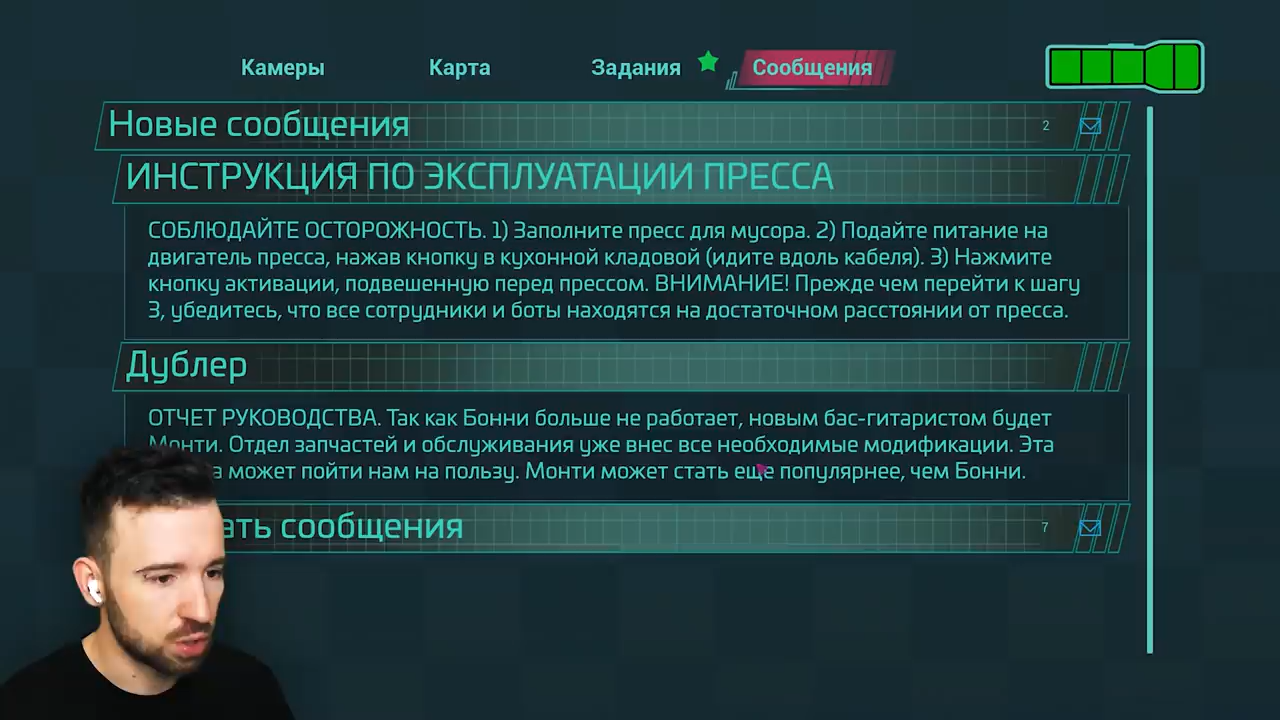 Камеры Карта Задания Сообщения
Новые сообщения 2
ИНСТРУКЦИЯ ПО ЭКСПЛУАТАЦИИ ПРЕССА
СОБЛЮДАЙТЕ ОСТОРОЖНОСТЬ. 1) Заполните пресс для мусора. 2) Подайте питание на
двигатель пресса, нажав кнопку в кухонной кладовой (идите вдоль кабеля). 3) Нажмите
кнопку активации, подвешенную перед прессом. ВНИМАНИЕ! Прежде чем перейти к шагу
3, убедитесь, что все сотрудники и боты находятся на достаточном расстоянии от пресса.
Дублер
ОТЧЕТ РУКОВОДСТВА. Так как Бонни больше не работает, новым бас-гитаристом будет
Монти. Отдел запчастей и обслуживания уже внес все необходимые модификации. Эта
может пойти нам на пользу. Монти может стать еще популярнее, чем Бонни.
сообщения 7